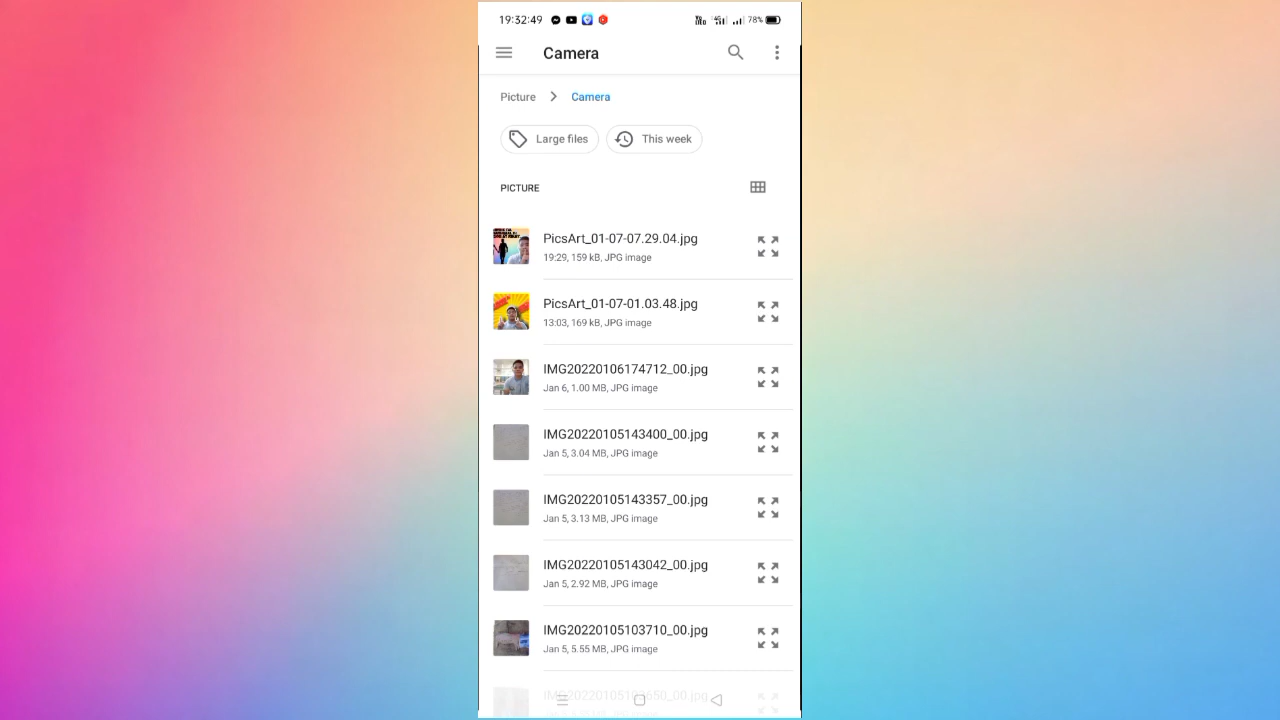 19:32:49
78%
Camera
Picture
Camera
Large files
This week
PICTURE
PicsArt_01-07-07.29.04.jpg
19:29, 159 kB, JPG image
PicsArt_01-07-01.03.48.jpg
13:03, 169 kB, JPG image
IMG20220106174712_00.jpg
Jan 6, 1.00 MB, JPG image
IMG20220105143400_00.jpg
Jan 5, 3.04 MB, JPG image
IMG20220105143357_00.jpg
Jan 5, 3.13 MB, JPG image
IMG20220105143042_00.jpg
Jan 5, 2.92 MB, JPG image
IMG20220105103710_00.jpg
Jan 5, 5.55 MB, JPG image